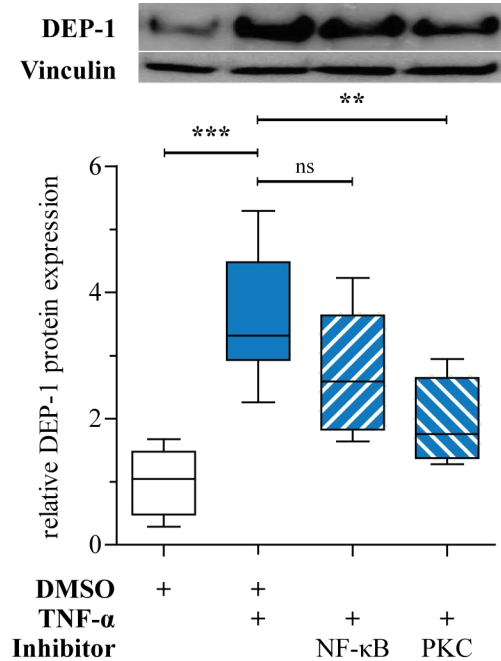 DEP-1
Vinculin
**
***
ns
6
4
2
0
relative DEP-1 protein expression
DMSO + +
TNF-α + + +
Inhibitor NF-κB PKC